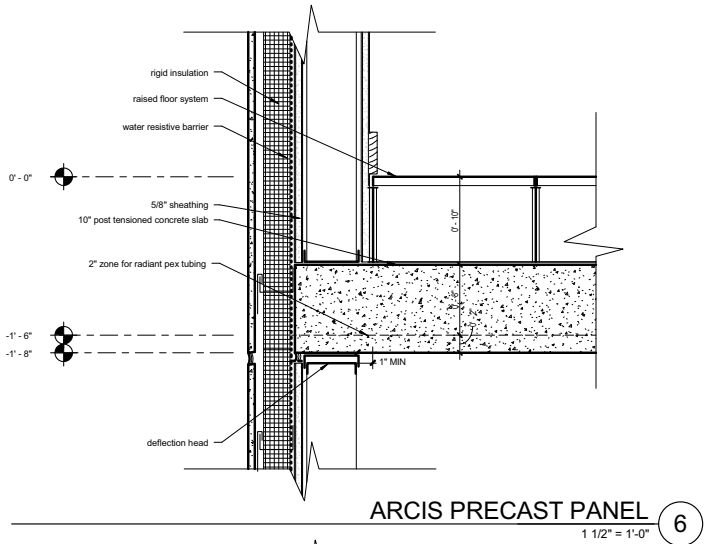 rigid insulation
raised floor system
water resistive barrier
0' - 0"
5/8" sheathing
10" post tensioned concrete slab
0' - 10"
2" zone for radiant pex tubing
-1' - 6"
-1' - 8"
1" MIN
deflection head
ARCIS PRECAST PANEL
6
1 1/2" = 1'-0"